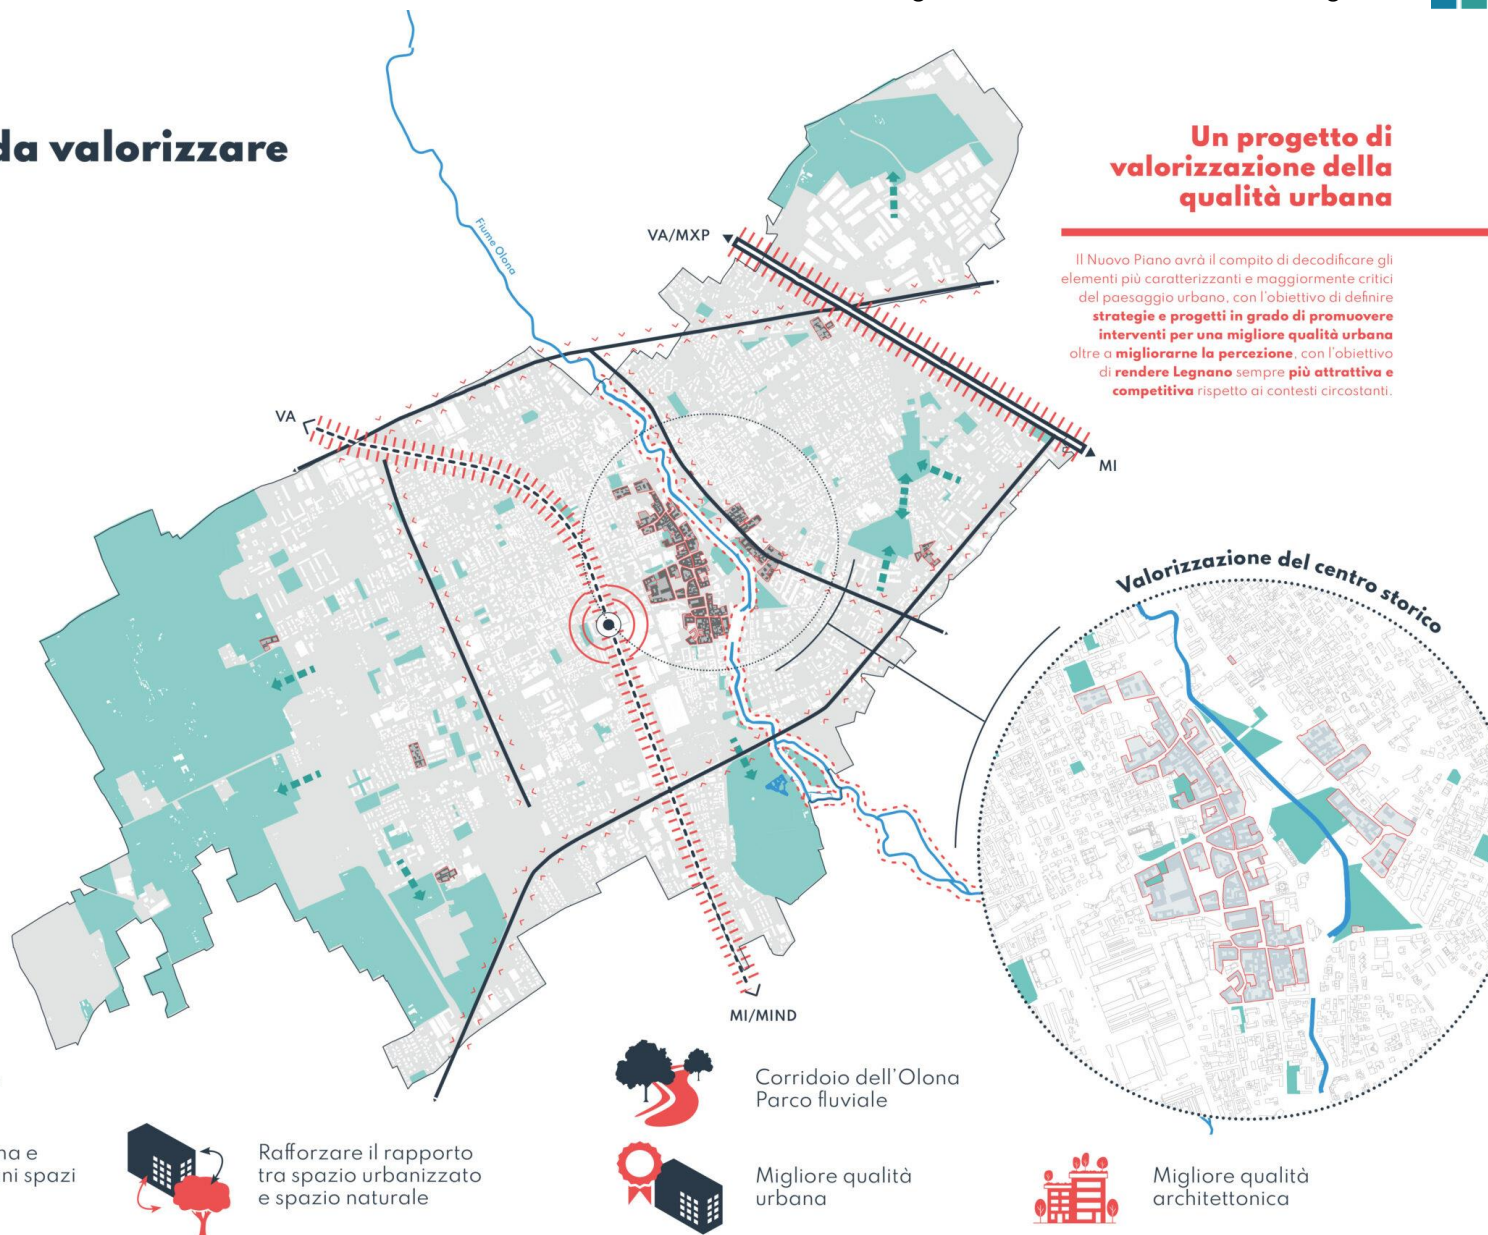 da valorizzare
Un progetto di
valorizzazione della
qualità urbana
Il Nuovo Piano avrà il compito di decodificare gli
elementi più caratterizzanti e maggiormente critici
del paesaggio urbano, con l'obiettivo di definire
strategie e progetti in grado di promuovere
interventi per una migliore qualità urbana
oltre a migliorarne la percezione, con l'obiettivo
di rendere Legnano sempre più attrattiva e
competitiva rispetto ai contesti circostanti.
Fiume Olona
VA/MXP
VA
MI
Valorizzazione del centro storico
MI/MIND
Corridoio dell'Olona
Parco fluviale
na e
ni spazi
Rafforzare il rapporto
tra spazio urbanizzato
e spazio naturale
Migliore qualità
urbana
Migliore qualità
architettonica